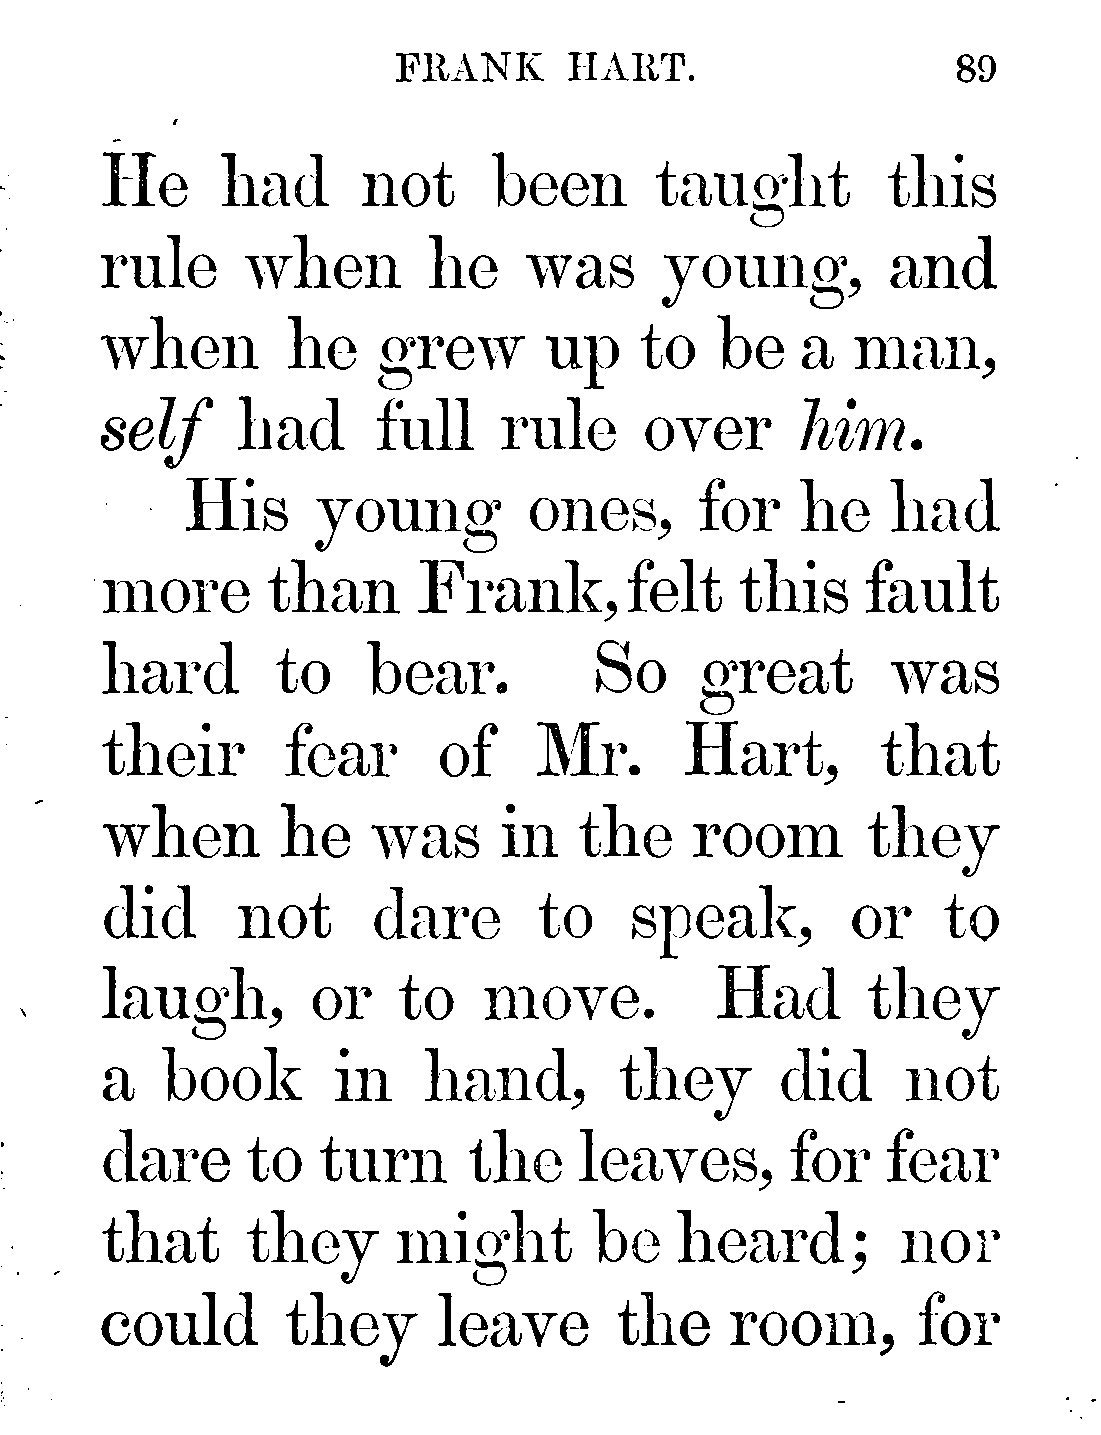 FRANK HART. 89
He had not been taught this
rule when he was young, and
when he grew up to be a man,
self had full rule over him.
His young ones, for he had
more than Frank, felt this fault
hard to bear. So great was
their fear of Mr. Hart, that
when he was in the room they
did not dare to speak, or to
laugh, or to move. Had they
a book in hand, they did not
dare to turn the leaves, for fear
that they might be heard; nor
could they leave the room, for